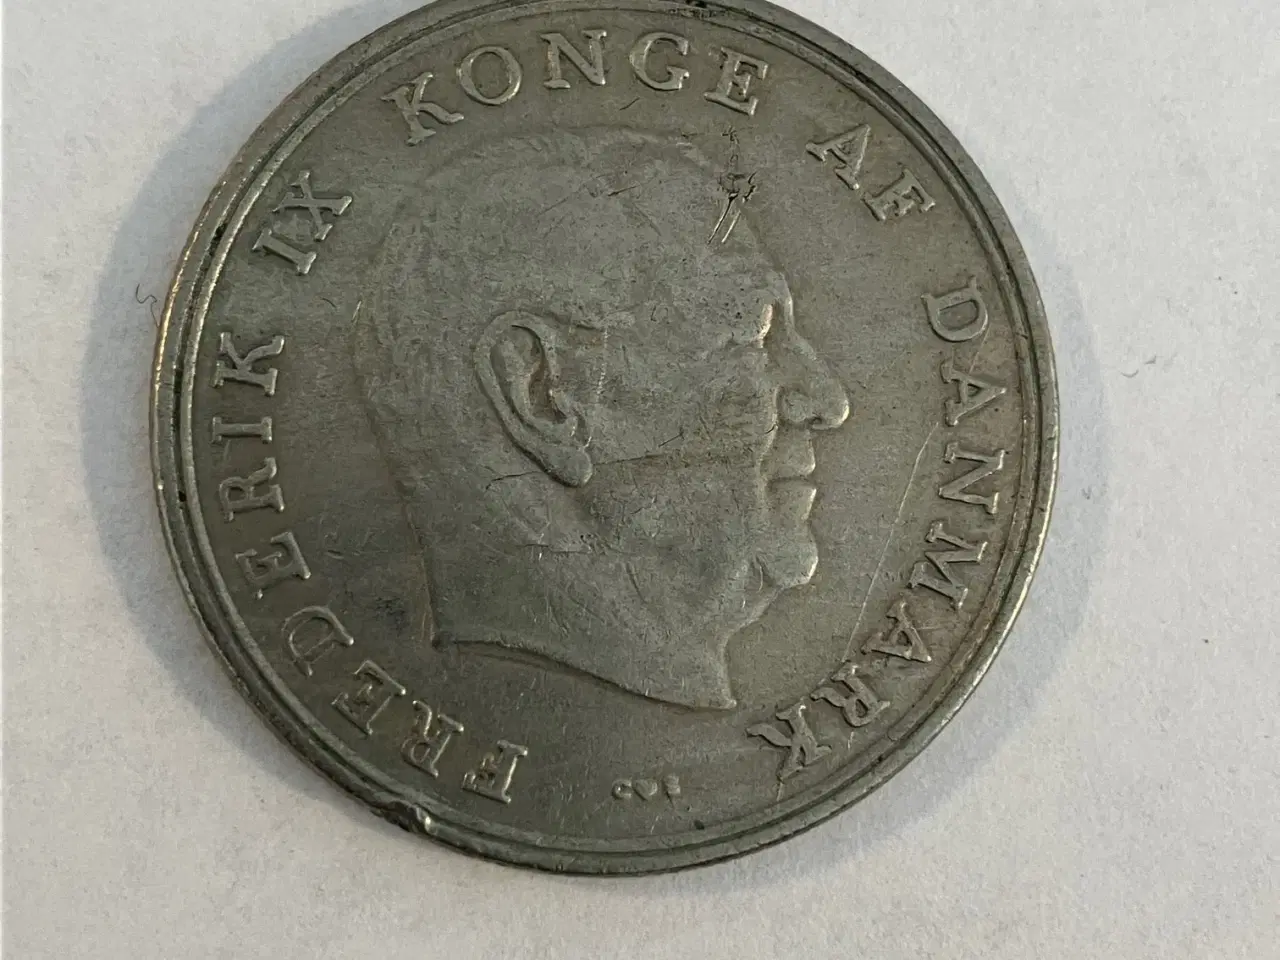 FREDERIK IX KONGE AF DANMARK
C♥S